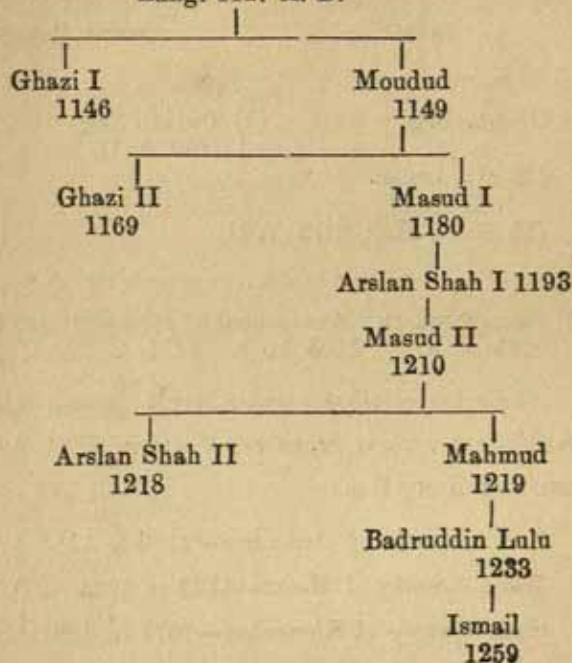 Ghazi I Moudud
1146 1149
Ghazi II Masud I
1169 1180
Arslan Shah I 1193
Masud II
1210
Arslan Shah II Mahmud
1218 1219
Badruddin Lulu
1233
Ismail
1259